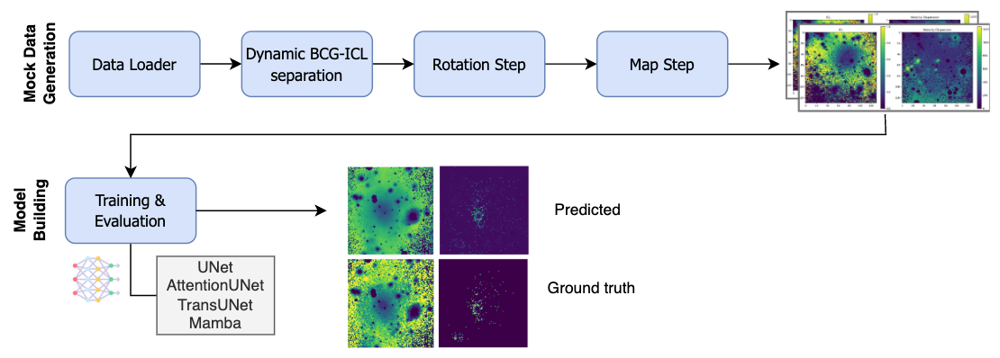 Mock Data
Generation
Data Loader
Dynamic BCG-ICL
separation
Rotation Step
Map Step
ICL
Velocity Dispersion
Model
Building
Training &
Evaluation
UNet
AttentionUNet
TransUNet
Mamba
Predicted
Ground truth